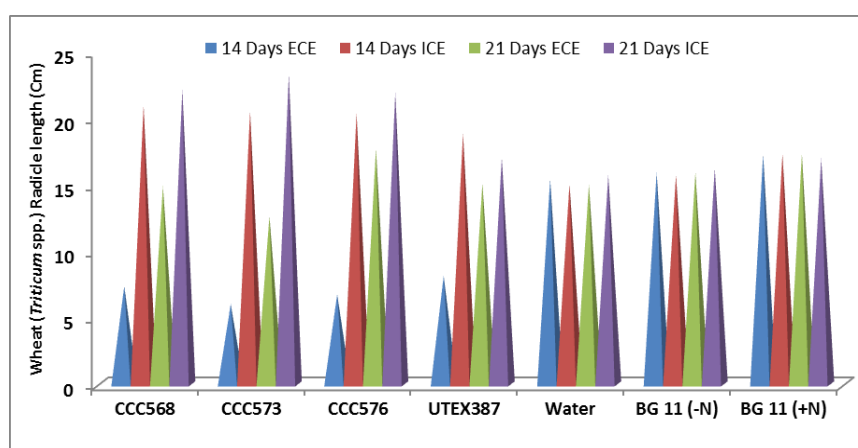 14 Days ECE 14 Days ICE 21 Days ECE 21 Days ICE
Wheat (Triticum spp.) Radicle length (Cm)
25
20
15
10
5
0
CCC568 CCC573 CCC576 UTEX387 Water BG 11 (-N) BG 11 (+N)